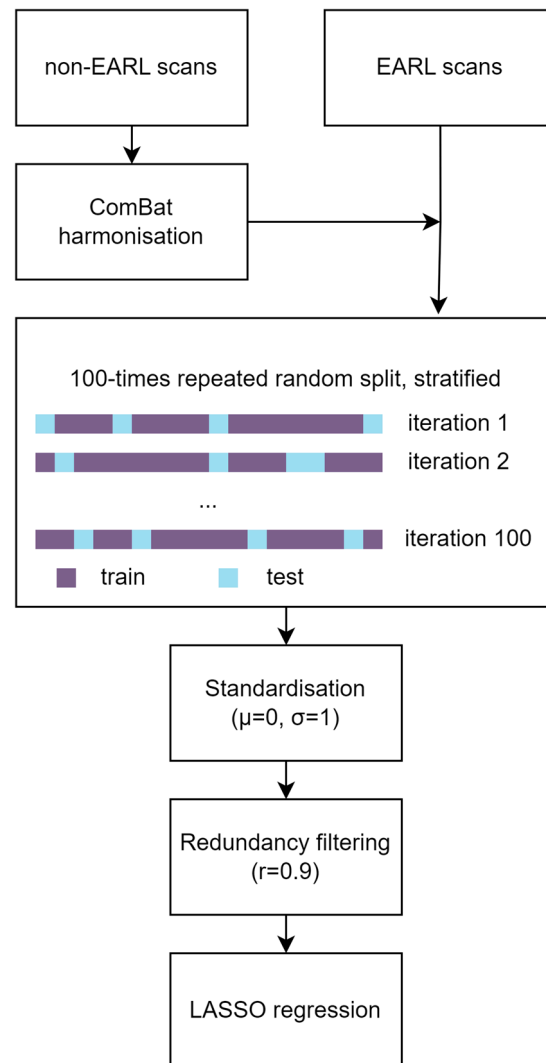 non-EARL scans
EARL scans
ComBat
harmonisation
100-times repeated random split, stratified
iteration 1
iteration 2
...
iteration 100
train
test
Standardisation
(μ=0, σ=1)
Redundancy filtering
(r=0.9)
LASSO regression